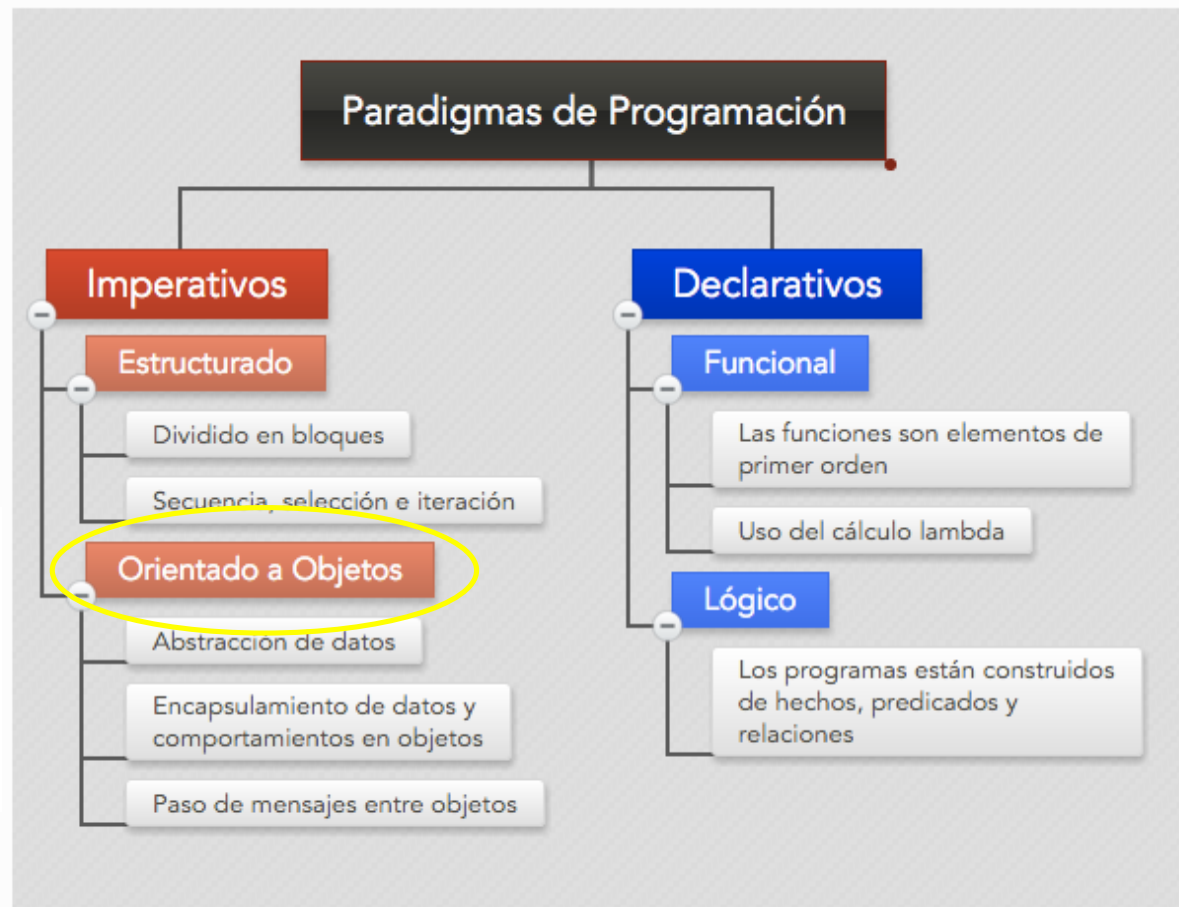 Paradigmas de Programación
Imperativos
Estructurado
Dividido en bloques
Secuencia, selección e iteración
Orientado a Objetos
Abstracción de datos
Encapsulamiento de datos y
comportamientos en objetos
Paso de mensajes entre objetos
Declarativos
Funcional
Las funciones son elementos de
primer orden
Uso del cálculo lambda
Lógico
Los programas están construidos
de hechos, predicados y
relaciones